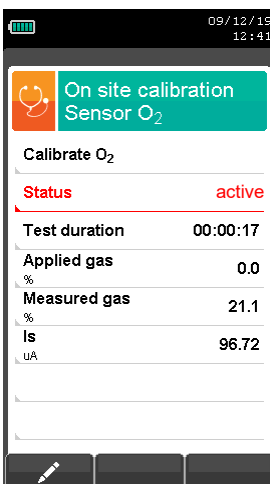 09/12/19
12:41
On site calibration
Sensor O2
Calibrate O2
Status active
Test duration 00:00:17
Applied gas
% 0.0
Measured gas
% 21.1
Is
uA 96.72